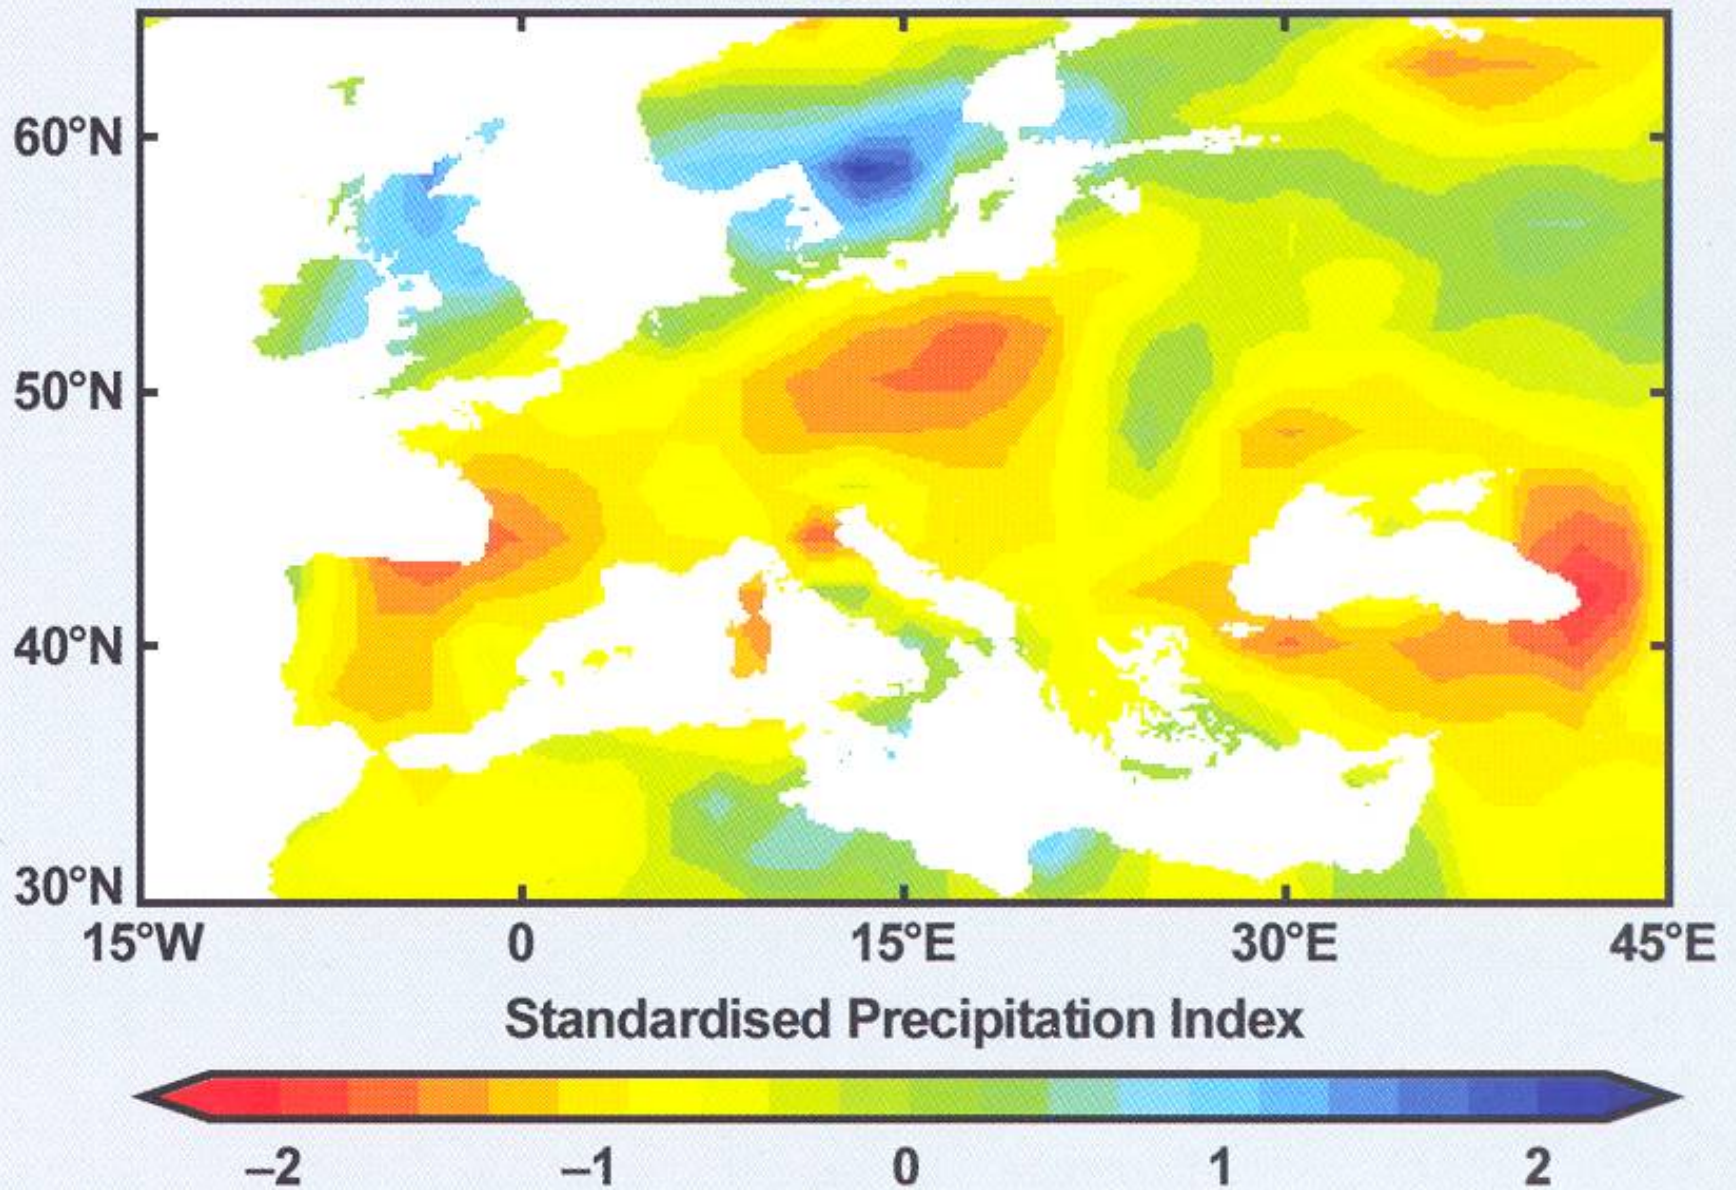 60°N
50°N
40°N
30°N
15°W 0 15°E 30°E 45°E
Standardised Precipitation Index
–2 –1 0 1 2